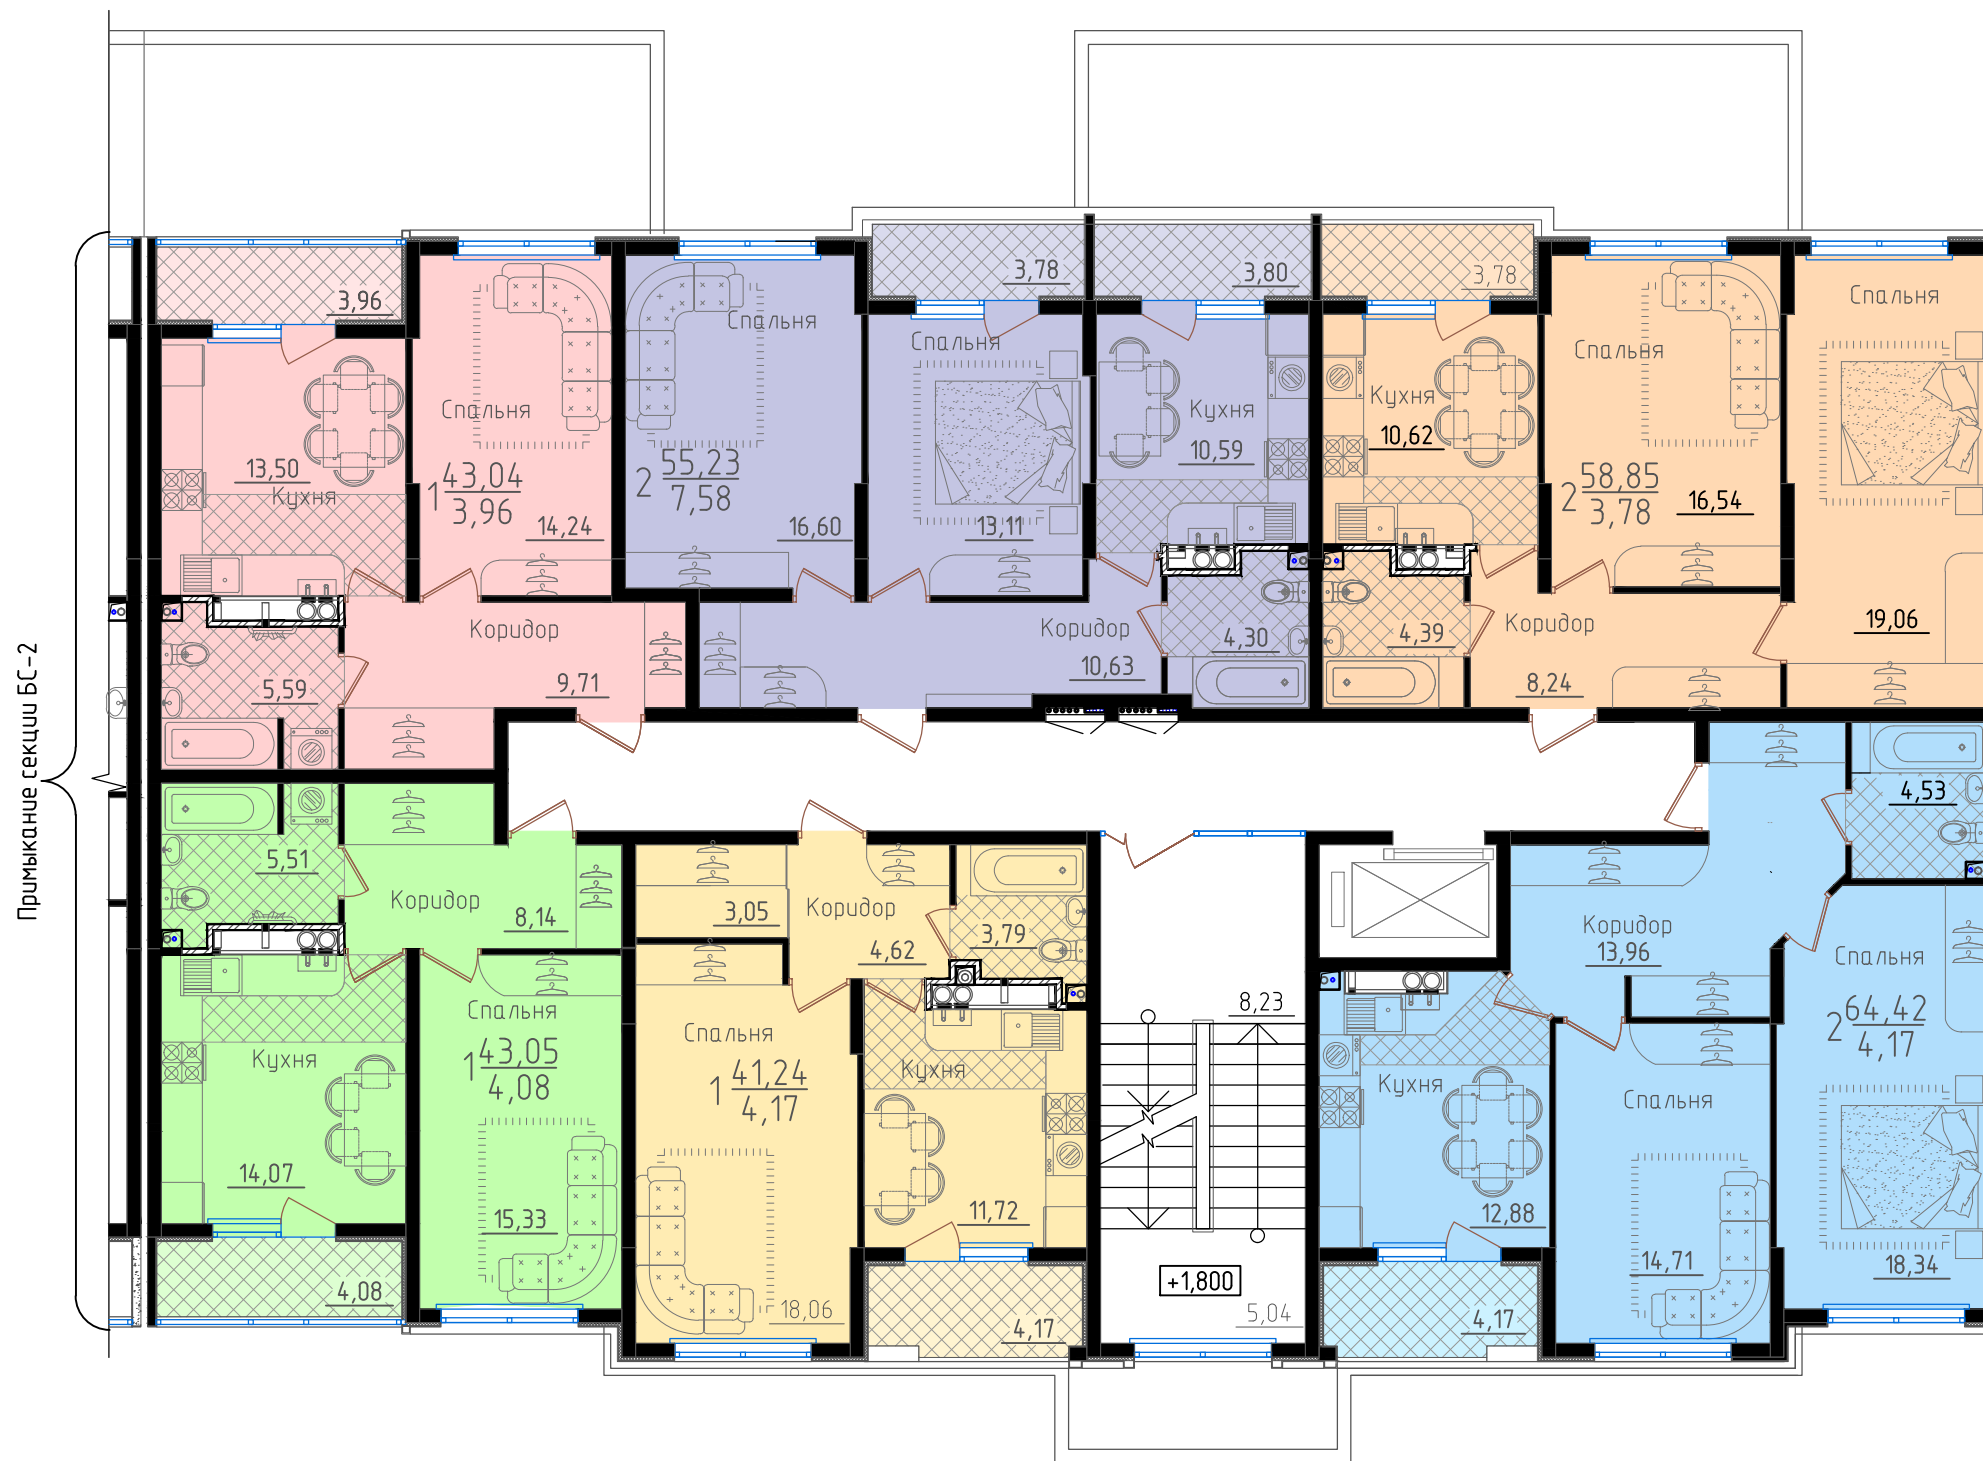 Примыкание секции БС-2
3,96
13,50
Кухня
Спальня
1 43,04
3,96
14,24
5,59
Коридор
9,71
Спальня
2 55,23
7,58
16,60
3,78
Спальня
13,11
3,80
Кухня
10,59
Коридор
10,63
4,30
3,78
Кухня
10,62
4,39
Спальня
2 58,85
3,78
16,54
Коридор
8,24
Спальня
19,06
5,51
Коридор
8,14
Кухня
14,07
4,08
Спальня
1 43,05
4,08
15,33
3,05
Коридор
4,62
3,79
Спальня
1 41,24
4,17
18,06
Кухня
11,72
4,17
8,23
+1,800
5,04
4,53
Коридор
13,96
Кухня
12,88
4,17
Спальня
14,71
Спальня
2 64,42
4,17
18,34